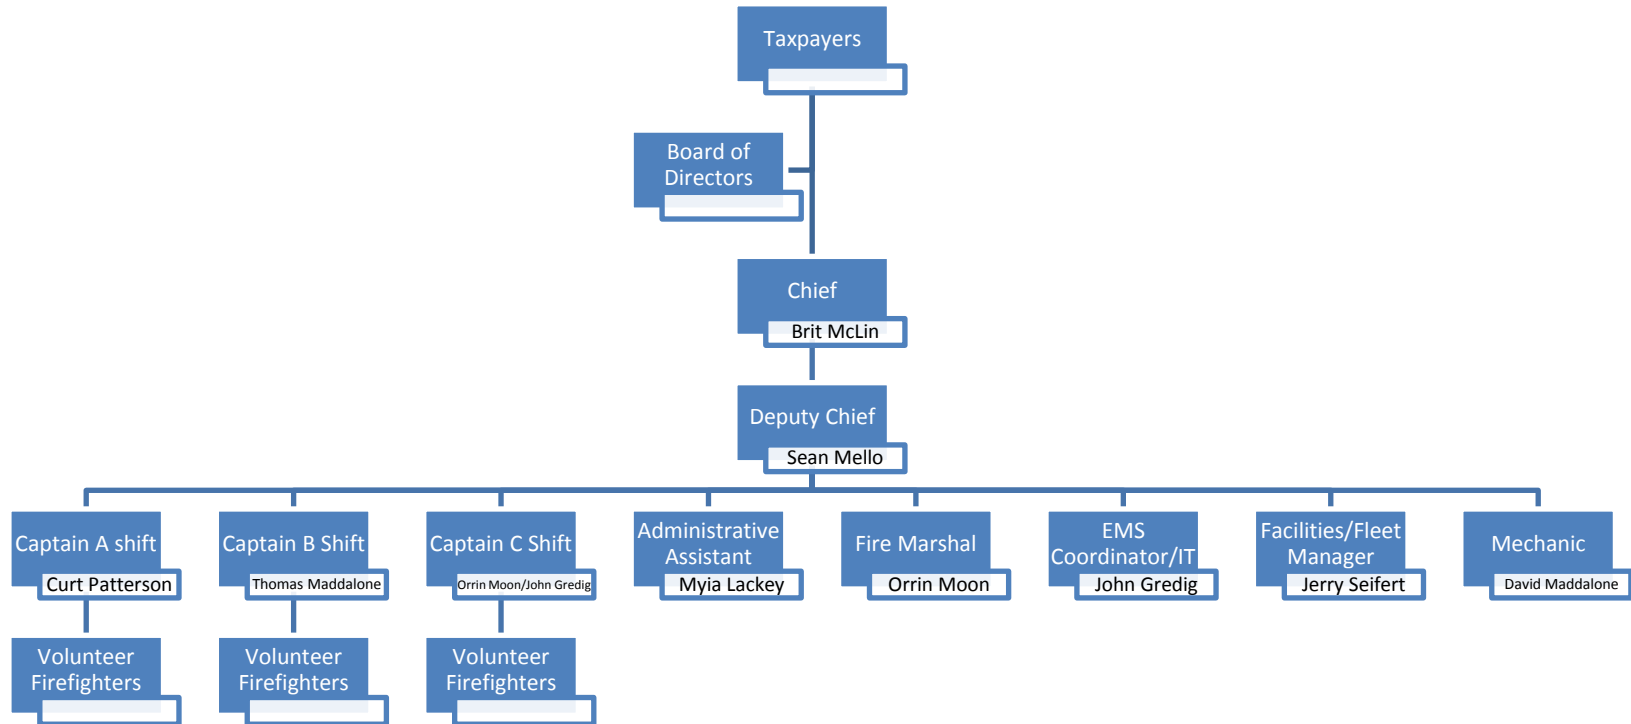 Taxpayers
Board of
Directors
Chief
Brit McLin
Deputy Chief
Sean Mello
Captain A shift
Curt Patterson
Captain B Shift
Thomas Maddalone
Captain C Shift
Orrin Moon/John Gredig
Administrative
Assistant
Myia Lackey
Fire Marshal
Orrin Moon
EMS
Coordinator/IT
John Gredig
Facilities/Fleet
Manager
Jerry Seifert
Mechanic
David Maddalone
Volunteer
Firefighters
Volunteer
Firefighters
Volunteer
Firefighters